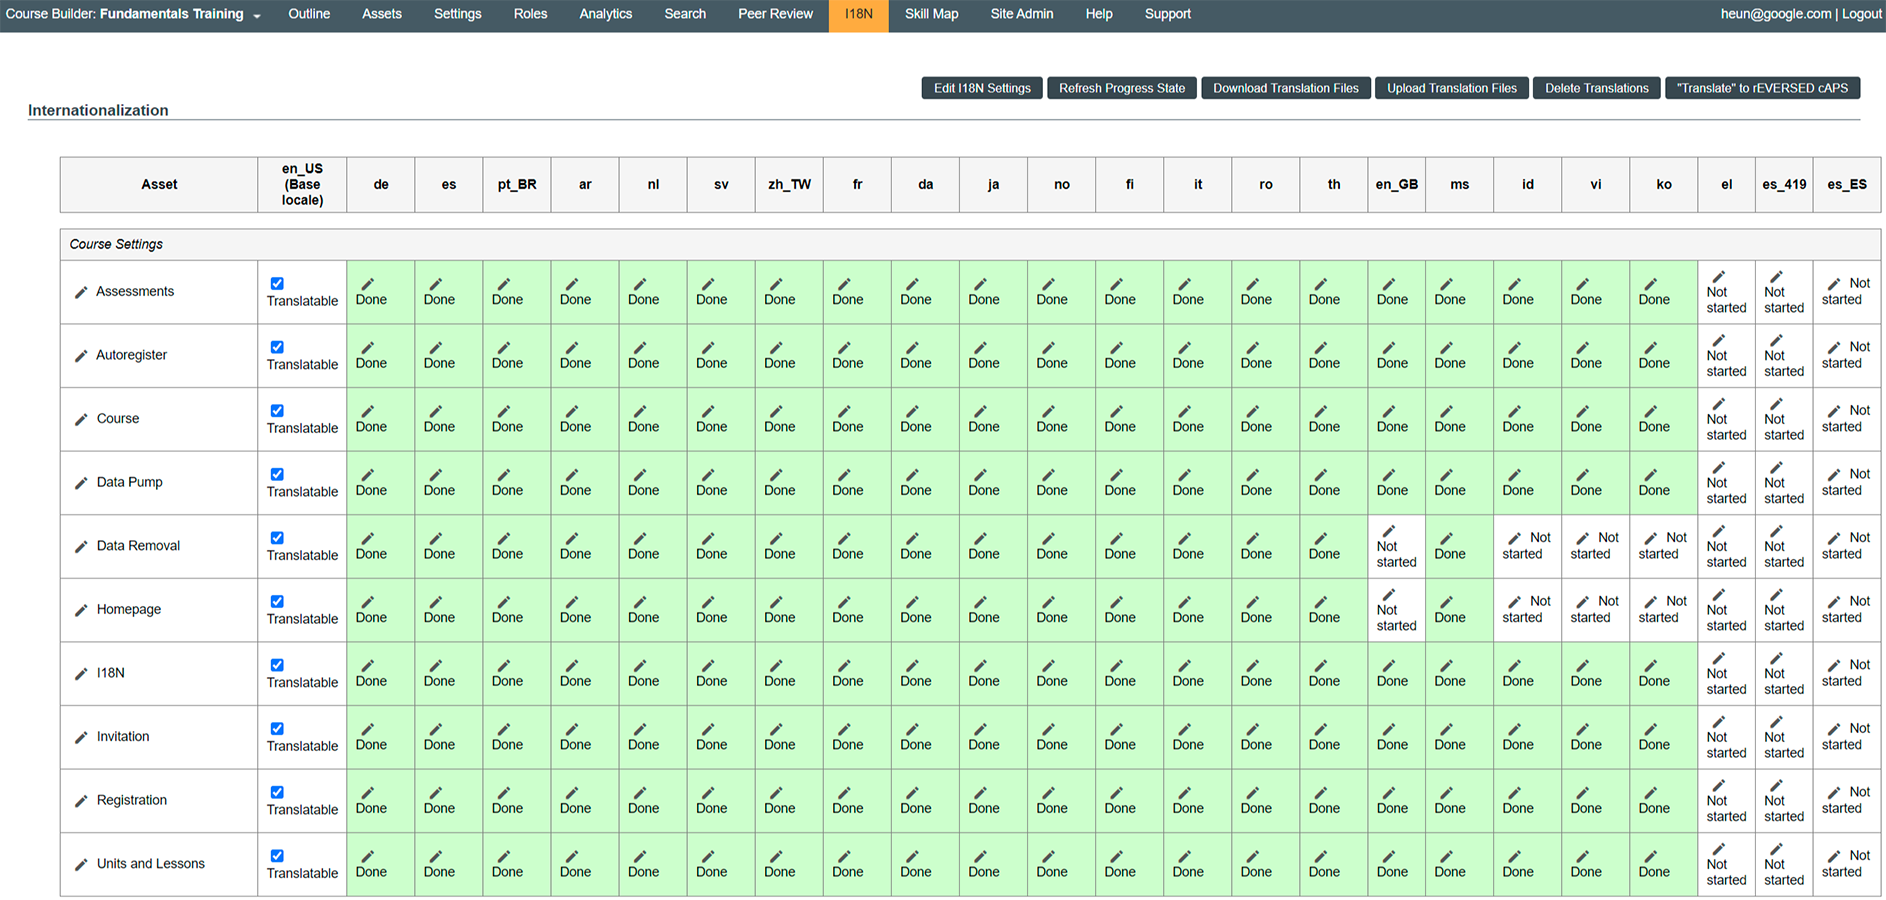 Course Builder: Fundamentals Training Outline Assets Settings Roles Analytics Search Peer Review I18N Skill Map Site Admin Help Support heun@google.com | Logout
Edit I18N Settings Refresh Progress State Download Translation Files Upload Translation Files Delete Translations "Translate" to rEVERSED cAPS
Internationalization
Asset en_US (Base locale) de es pt_BR ar nl sv zh_TW fr da ja no fi it ro th en_GB ms id vi ko el es_419 es_ES
Course Settings
Assessments Translatable Done Done Done Done Done Done Done Done Done Done Done Done Done Done Done Done Done Done Done Done Not started Not started Not started
Autoregister Translatable Done Done Done Done Done Done Done Done Done Done Done Done Done Done Done Done Done Done Done Done Not started Not started Not started
Course Translatable Done Done Done Done Done Done Done Done Done Done Done Done Done Done Done Done Done Done Done Done Not started Not started Not started
Data Pump Translatable Done Done Done Done Done Done Done Done Done Done Done Done Done Done Done Done Done Done Done Done Not started Not started Not started
Data Removal Translatable Done Done Done Done Done Done Done Done Done Done Done Done Done Done Done Not started Done Not started Not started Not started Not started Not started Not started
Homepage Translatable Done Done Done Done Done Done Done Done Done Done Done Done Done Done Done Not started Done Not started Not started Not started Not started Not started Not started
I18N Translatable Done Done Done Done Done Done Done Done Done Done Done Done Done Done Done Done Done Done Done Done Not started Not started Not started
Invitation Translatable Done Done Done Done Done Done Done Done Done Done Done Done Done Done Done Done Done Done Done Done Not started Not started Not started
Registration Translatable Done Done Done Done Done Done Done Done Done Done Done Done Done Done Done Done Done Done Done Done Not started Not started Not started
Units and Lessons Translatable Done Done Done Done Done Done Done Done Done Done Done Done Done Done Done Done Done Done Done Done Not started Not started Not started